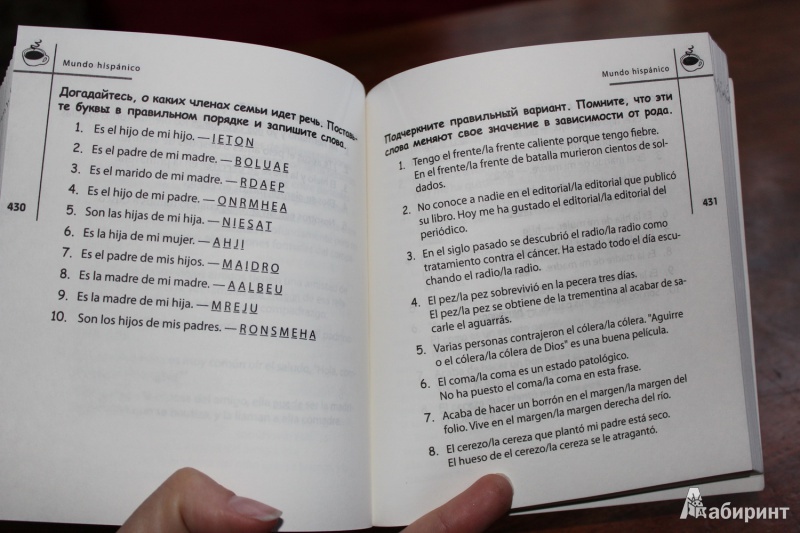 Mundo hispánico
Догадайтесь, о каких членах семьи идет речь. Поставь-
те буквы в правильном порядке и запишите слова.
1. Es el hijo de mi hijo. — IETON
2. Es el padre de mi madre. — BOLUAE
3. Es el marido de mi madre. — RDAEP
4. Es el hijo de mi padre. — ONRMHEA
5. Son las hijas de mi hija. — NIESAT
6. Es la hija de mi mujer. — AHJI
7. Es el padre de mis hijos. — MAIDRO
8. Es la madre de mi madre. — AALBEU
9. Es la madre de mi hija. — MREJU
10. Son los hijos de mis padres. — RONSMEHA
430
Mundo hispánico
Подчеркните правильный вариант. Помните, что эти
слова меняют свое значение в зависимости от рода.
1. Tengo el frente/la frente caliente porque tengo fiebre.
En el frente/la frente de batalla murieron cientos de sol-
dados.
2. No conoce a nadie en el editorial/la editorial que publicó
su libro. Hoy me ha gustado el editorial/la editorial del
periódico.
3. En el siglo pasado se descubrió el radio/la radio como
tratamiento contra el cáncer. Ha estado todo el día escu-
chando el radio/la radio.
4. El pez/la pez sobrevivió en la pecera tres días.
El pez/la pez se obtiene de la trementina al acabar de sa-
carle el aguarrás.
5. Varias personas contrajeron el cólera/la cólera. "Aguirre
o el cólera/la cólera de Dios" es una buena película.
6. El coma/la coma es un estado patológico.
No ha puesto el coma/la coma en esta frase.
7. Acaba de hacer un borrón en el margen/la margen del
folio. Vive en el margen/la margen derecha del río.
8. El cerezo/la cereza que plantó mi padre está seco.
El hueso de el cerezo/la cereza se le atragantó.
431
Лабиринт